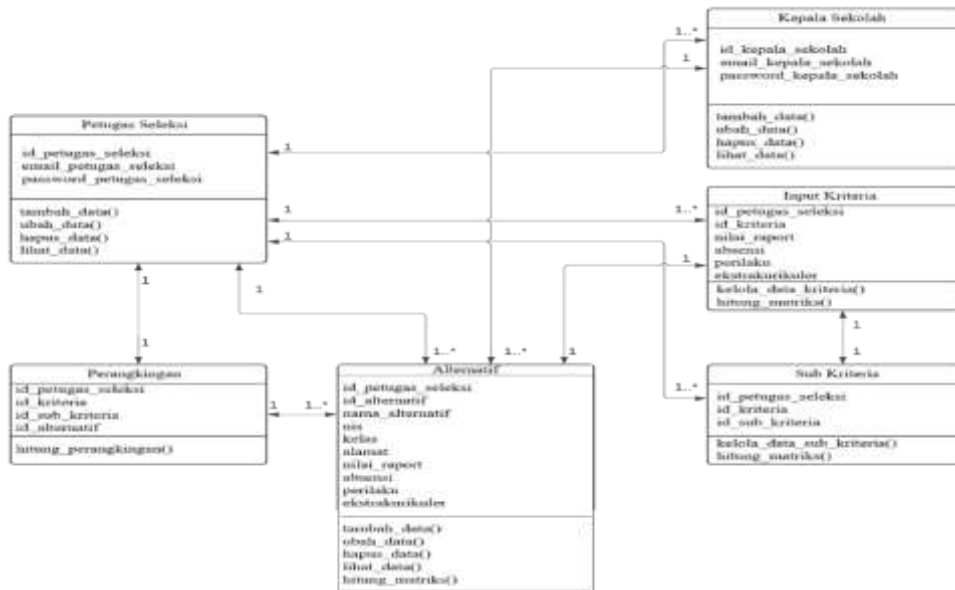 Kepala Sekolah
id_kepala_sekolah
email_kepala_sekolah
password_kepala_sekolah
tambah_data()
ubah_data()
hapus_data()
lihat_data()
1..*
1
Petugas Seleksi
id_petugas_seleksi
email_petugas_seleksi
password_petugas_seleksi
tambah_data()
ubah_data()
hapus_data()
lihat_data()
1
1
1
1
1
Input Kriteria
id_petugas_seleksi
id_kriteria
nilai_raport
absensi
perilaku
ekstrakurikuler
kelola_data_kriteria()
hitung_matriks()
1..*
1
1
1
Perangkingan
id_petugas_seleksi
id_kriteria
id_sub_kriteria
id_alternatif
hitung_perangkingan()
1
1
1..*
1..*
1..*
1
Alternatif
id_petugas_seleksi
id_alternatif
nama_alternatif
nis
kelas
alamat
nilai_raport
absensi
perilaku
ekstrakurikuler
tambah_data()
ubah_data()
hapus_data()
lihat_data()
hitung_matriks()
1..*
Sub Kriteria
id_petugas_seleksi
id_kriteria
id_sub_kriteria
kelola_data_sub_kriteria()
hitung_matriks()